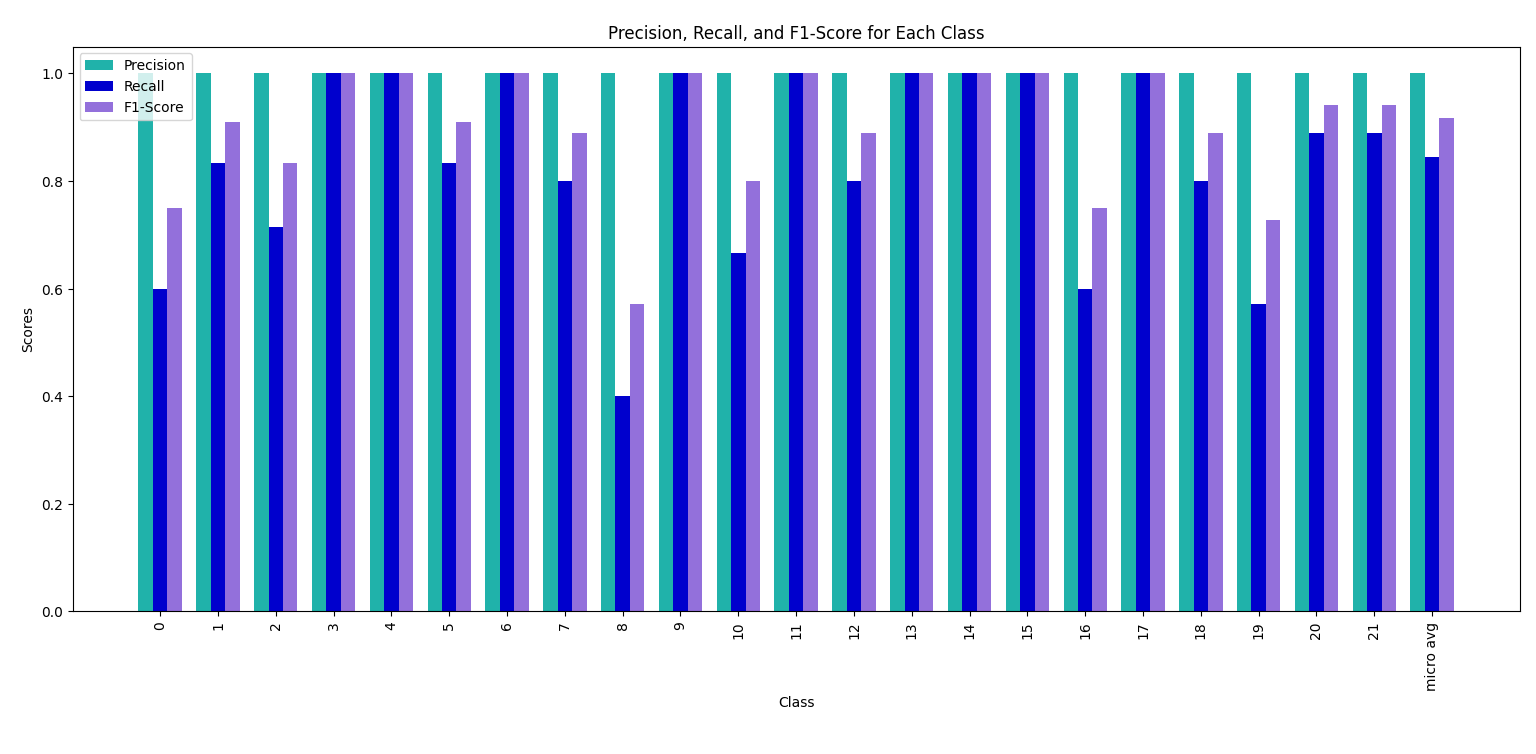 Precision, Recall, and F1-Score for Each Class
Precision
Recall
F1-Score
Scores
1.0
0.8
0.6
0.4
0.2
0.0
0 1 2 3 4 5 6 7 8 9 10 11 12 13 14 15 16 17 18 19 20 21 micro avg
Class